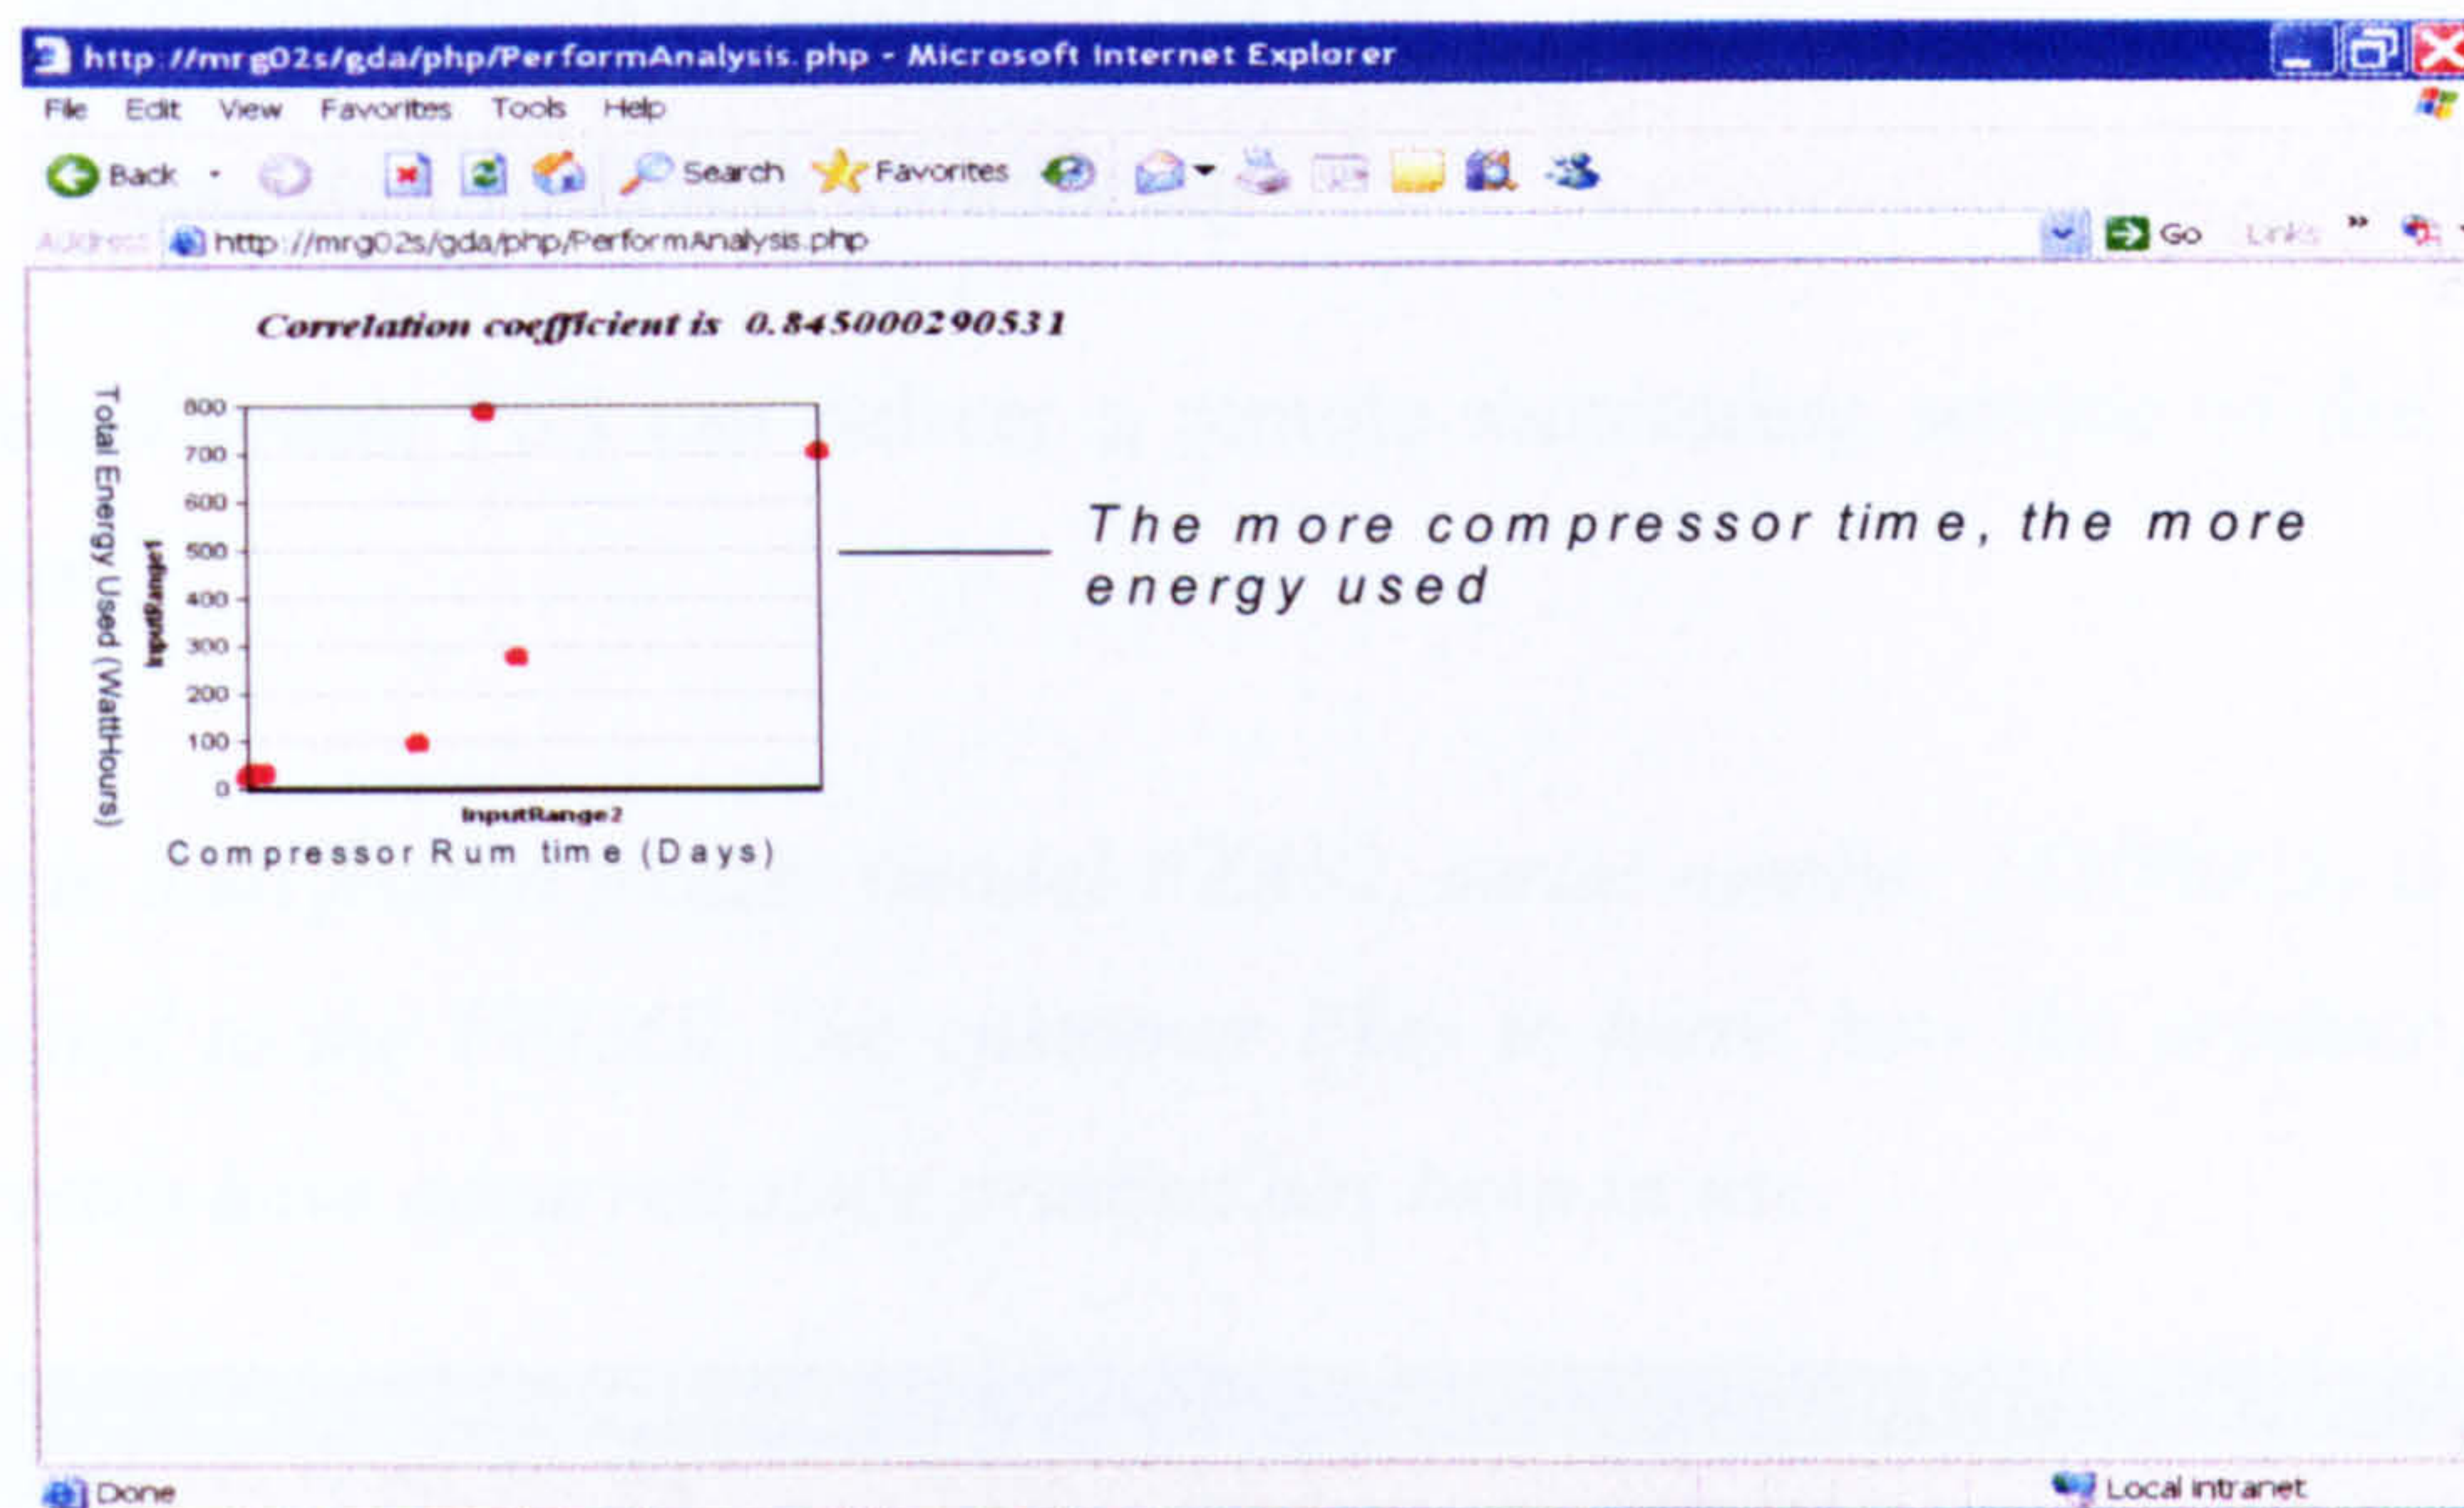 http://mrg02s/gda/php/PerformAnalysis.php - Microsoft Internet Explorer
File Edit View Favorites Tools Help
Back Search Favorites
Address http://mrg02s/gda/php/PerformAnalysis.php Go Links »
Correlation coefficient is 0.845000290531
Total Energy Used (WattHours)
800
700
600
500
400
300
200
100
0
InputRange2
Compressor Rum time (Days)
The more compressor time, the more
energy used
Done Local intranet